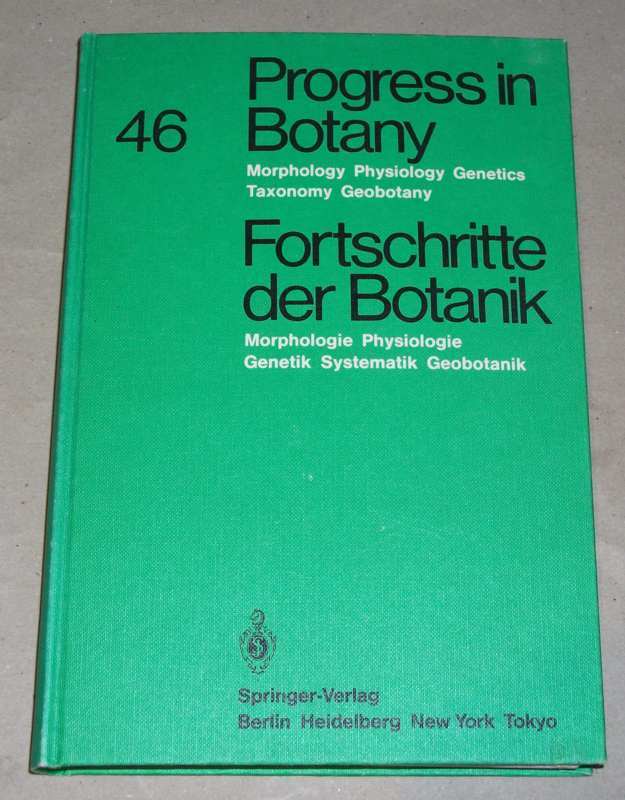 46
Progress in
Botany
Morphology Physiology Genetics
Taxonomy Geobotany
Fortschritte
der Botanik
Morphologie Physiologie
Genetik Systematik Geobotanik
Springer-Verlag
Berlin Heidelberg New York Tokyo